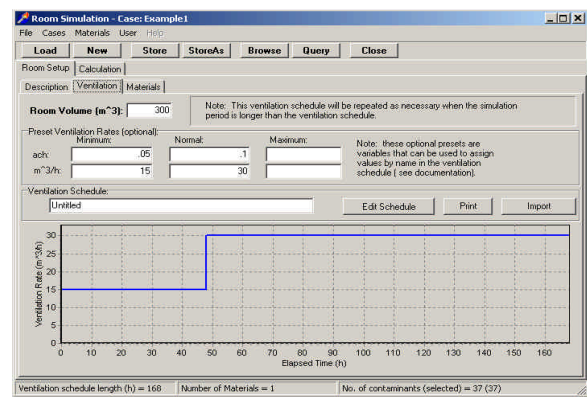 Room Simulation - Case: Example1
File Cases Materials User Help
Load New Store StoreAs Browse Query Close
Room Setup Calculation
Description Ventilation Materials
Room Volume (m^3): 300
Note: This ventilation schedule will be repeated as necessary when the simulation
period is longer than the ventilation schedule.
Preset Ventilation Rates (optional):
Minimum: Normal: Maximum:
ach: .05 .1
m^3/h: 15 30
Note: these optional presets are
variables that can be used to assign
values by name in the ventilation
schedule ( see documentation).
Ventilation Schedule:
Untitled Edit Schedule Print Import
Ventilation Rate (m^3/h)
30
25
20
15
10
5
0
0 10 20 30 40 50 60 70 80 90 100 110 120 130 140 150 160
Elapsed Time (h)
Ventilation schedule length (h) = 168 Number of Materials = 1 No. of contaminants (selected) = 37 (37)